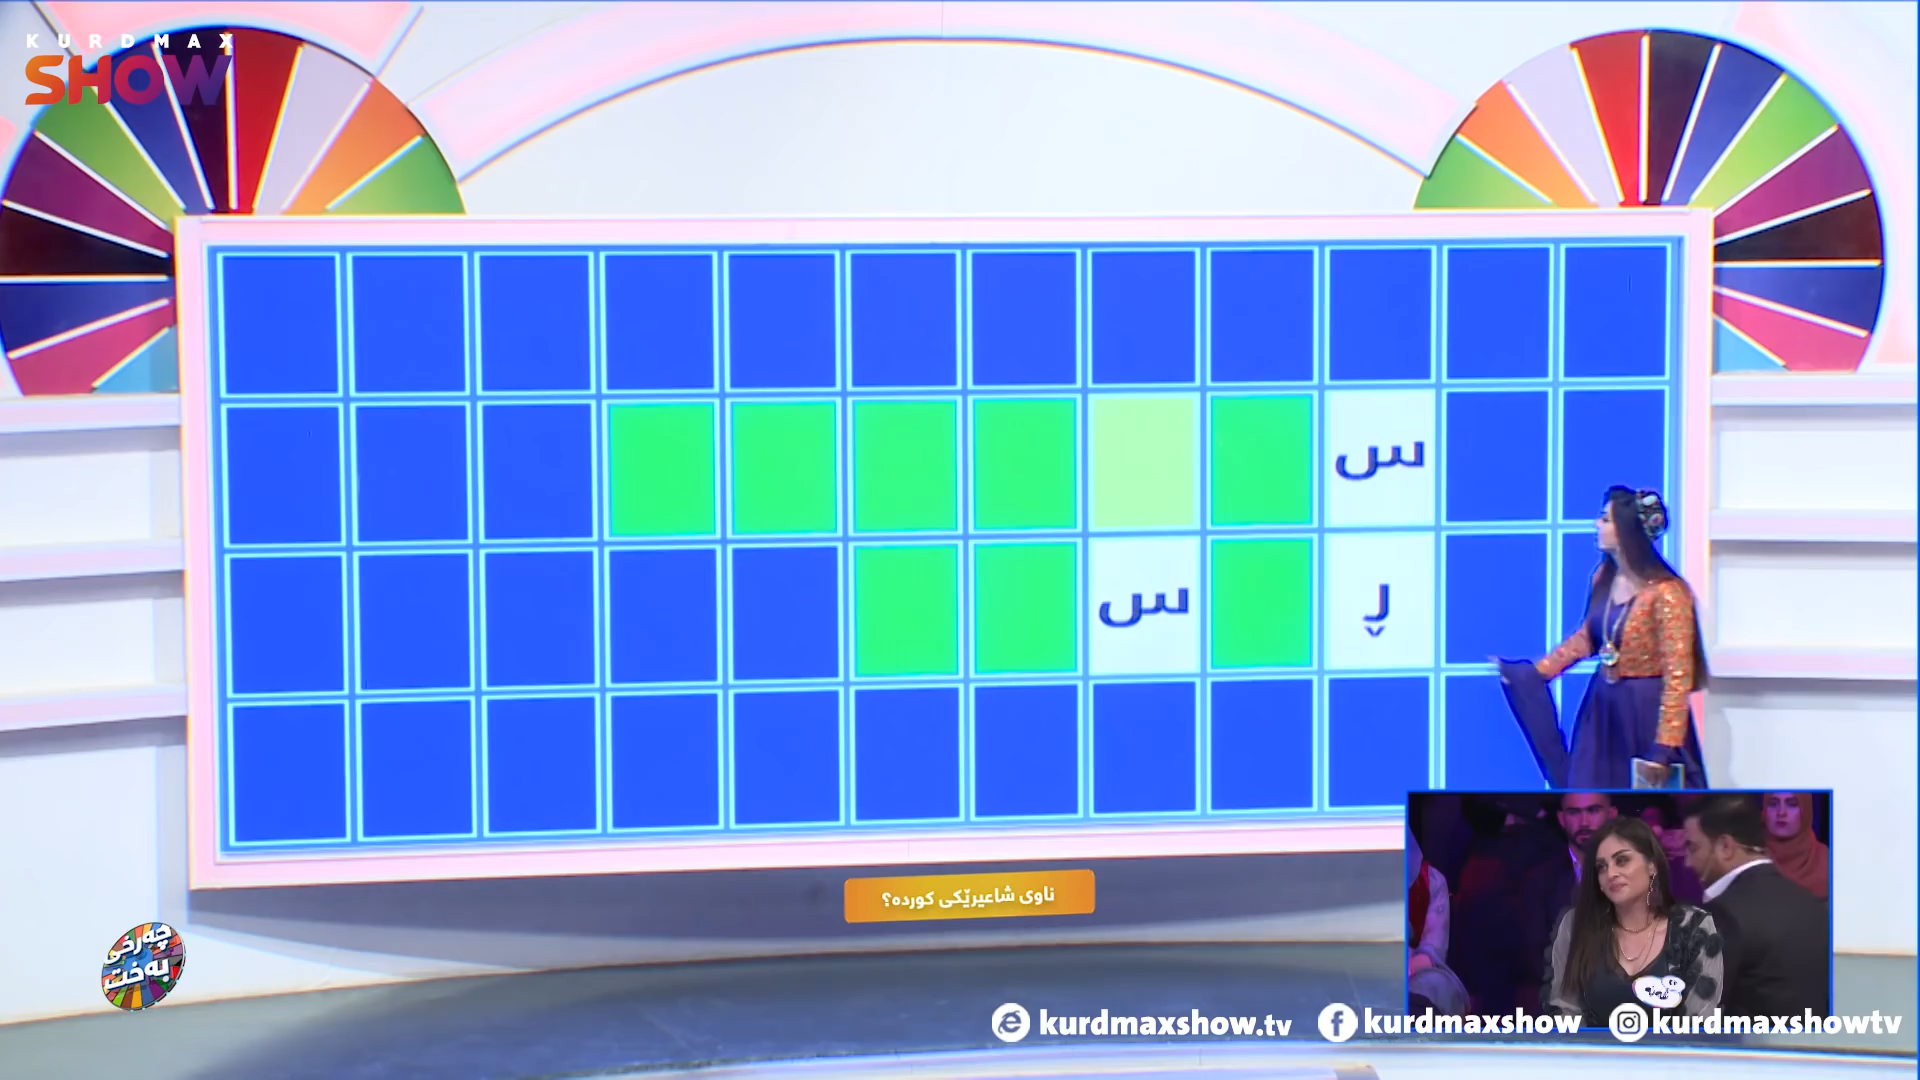 KURDMAX
SHOW
س
س
ڕ
ناوی شاعیرێکی کوردە؟
چەرخی
بەخت
kurdmaxshow.tv
kurdmaxshow
kurdmaxshowtv